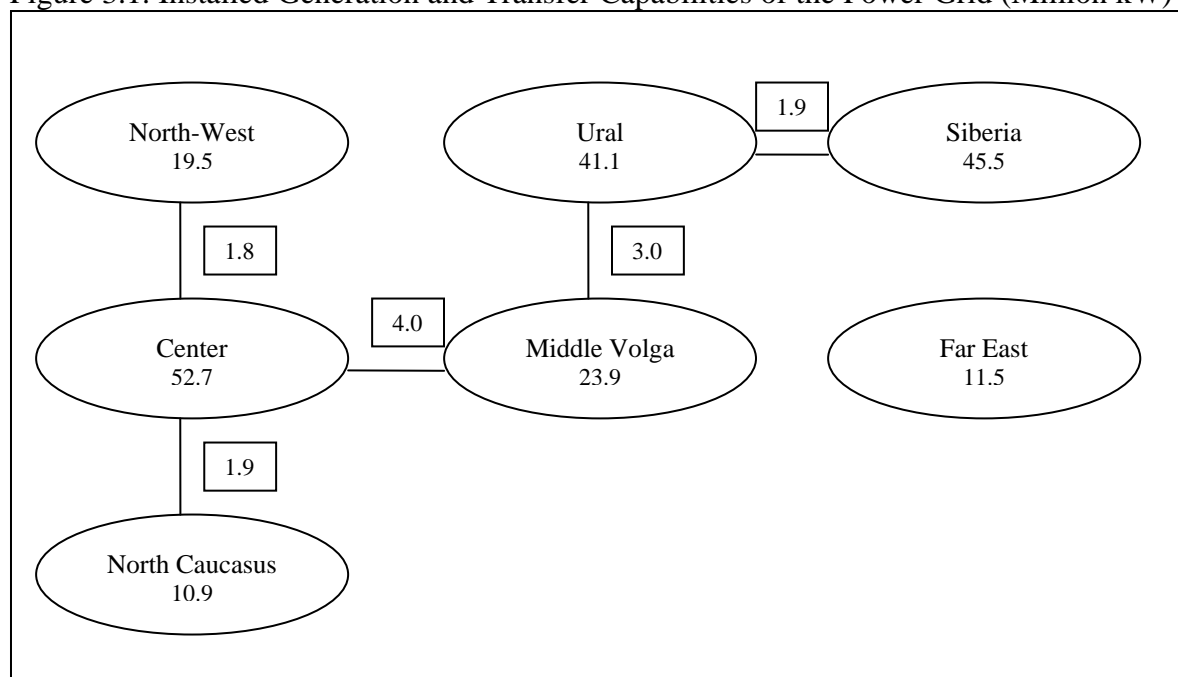 Figure 3.1. Installed Generation and Transfer Capabilities of the Power Grid (Million kW)
North-West
19.5
Ural
41.1
1.9
Siberia
45.5
1.8
3.0
Center
52.7
4.0
Middle Volga
23.9
Far East
11.5
1.9
North Caucasus
10.9